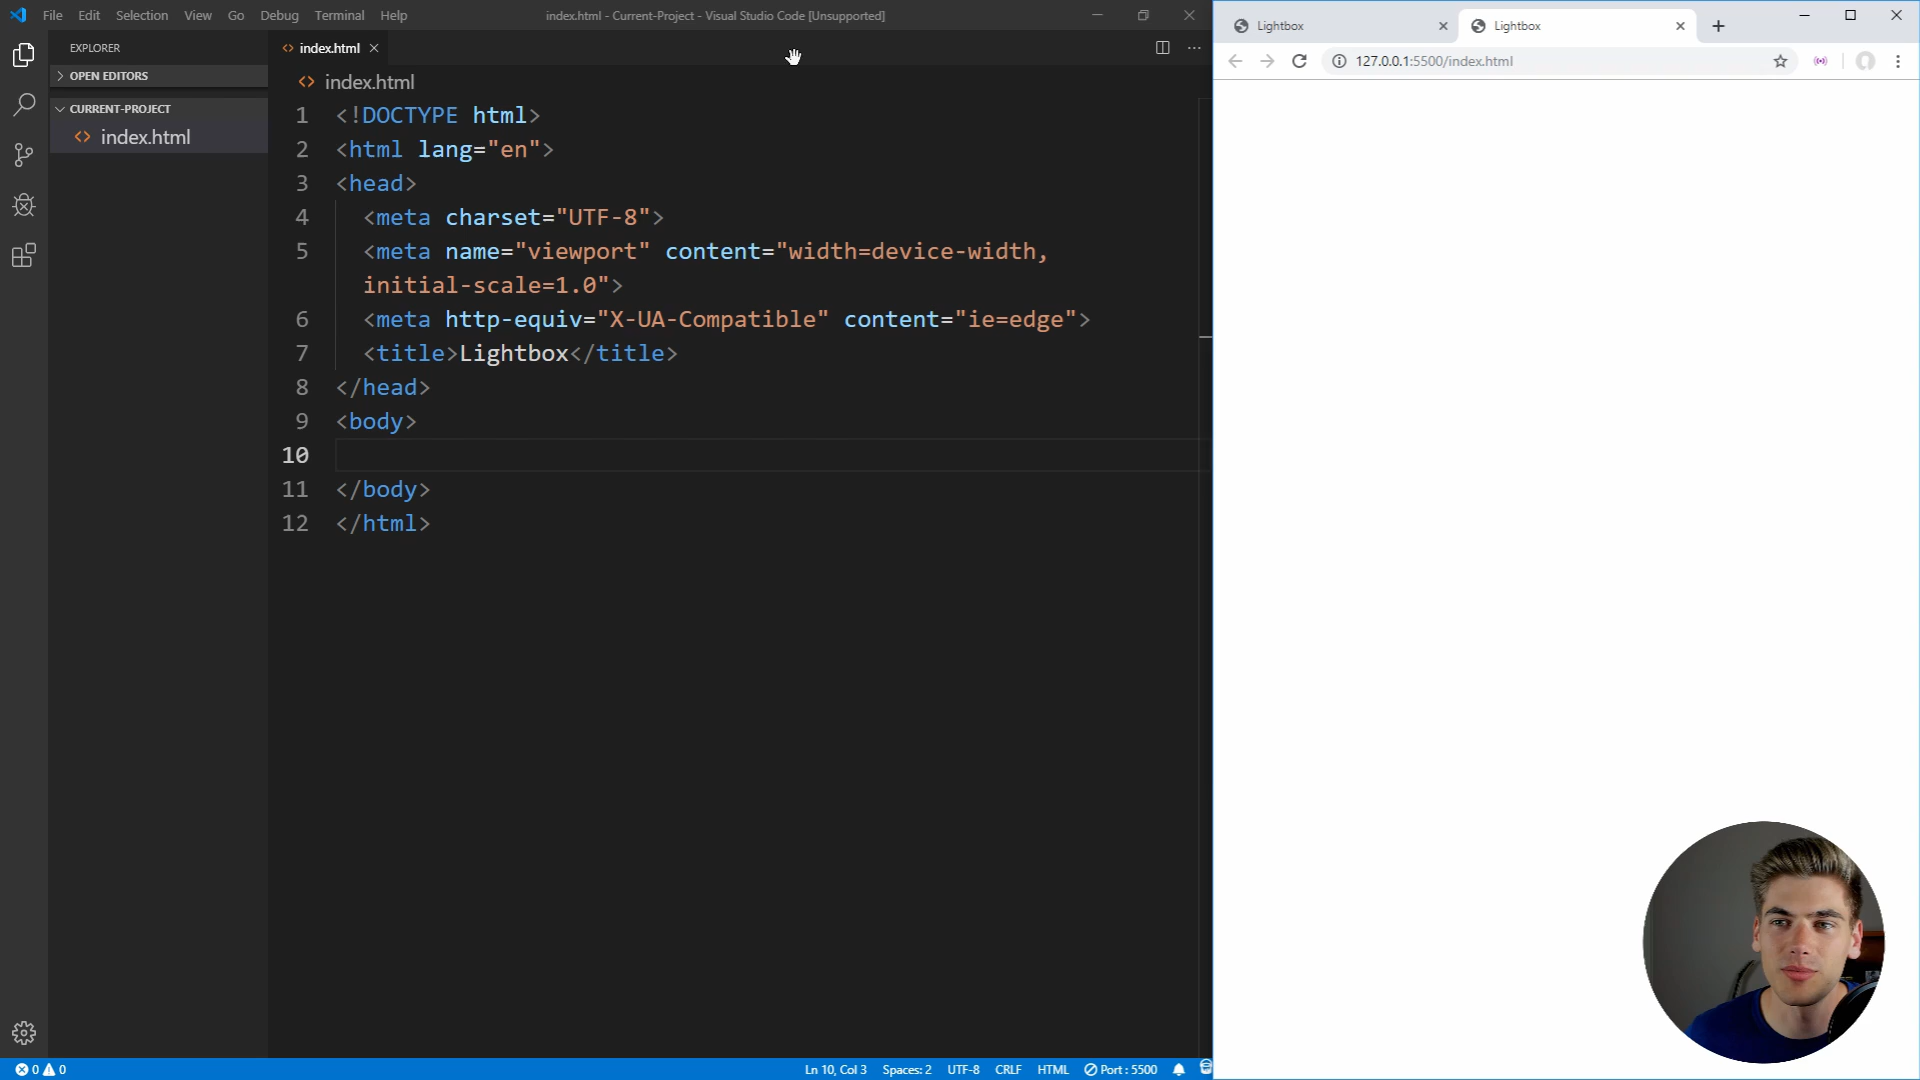 File Edit Selection View Go Debug Terminal Help
index.html - Current-Project - Visual Studio Code [Unsupported]
EXPLORER
OPEN EDITORS
CURRENT-PROJECT
<> index.html
<> index.html
<> index.html
1 <!DOCTYPE html>
2 <html lang="en">
3 <head>
4 <meta charset="UTF-8">
5 <meta name="viewport" content="width=device-width,
initial-scale=1.0">
6 <meta http-equiv="X-UA-Compatible" content="ie=edge">
7 <title>Lightbox</title>
8 </head>
9 <body>
10
11 </body>
12 </html>
0 0
Ln 10, Col 3 Spaces: 2 UTF-8 CRLF HTML Port : 5500
Lightbox
Lightbox
127.0.0.1:5500/index.html